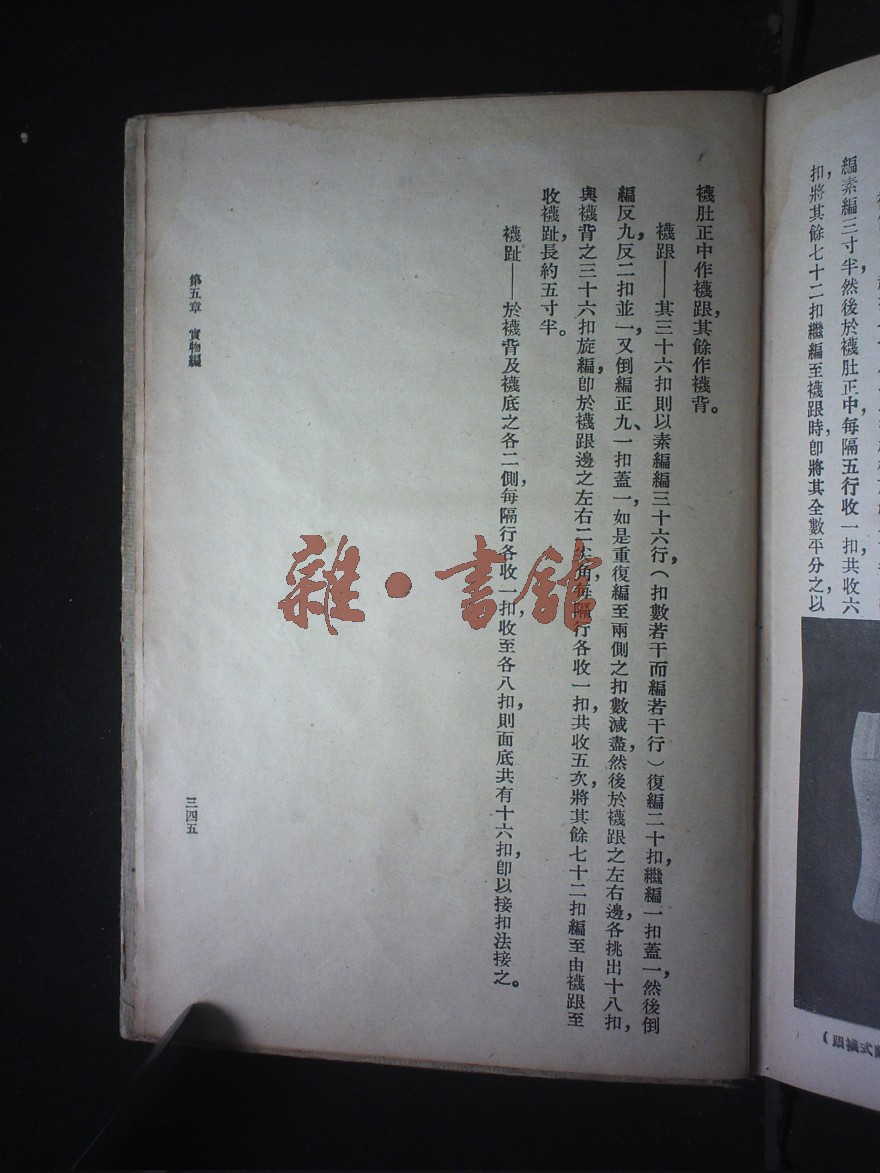 編素編三寸半，然後於襪肚正中，每隔五行收一扣，共收六
扣，將其餘七十二扣繼編至襪跟時，即將其全數平分之，以
襪肚正中作襪跟，其餘作襪背。
襪跟——其三十六扣則以素編編三十六行，（扣數若干而編若干行）復編二十扣，繼編一扣蓋一，然後倒
編反九，反二扣並一，又倒編正九、一扣蓋一，如是重復編至兩側之扣數減盡，然後於襪跟之左右邊，各挑出十八扣，
與襪背之三十六扣旋編，卽於襪跟邊之左右二尖角，每隔行各收一扣，共收五次，將其餘七十二扣編至由襪跟至
收襪趾，長約五寸半。
襪趾——於襪背及襪底之各二側，每隔行各收一扣，收至各八扣，則面底共有十六扣，卽以接扣法接之。
第五章 實物編
三四五
雜·書館
式襪跟）